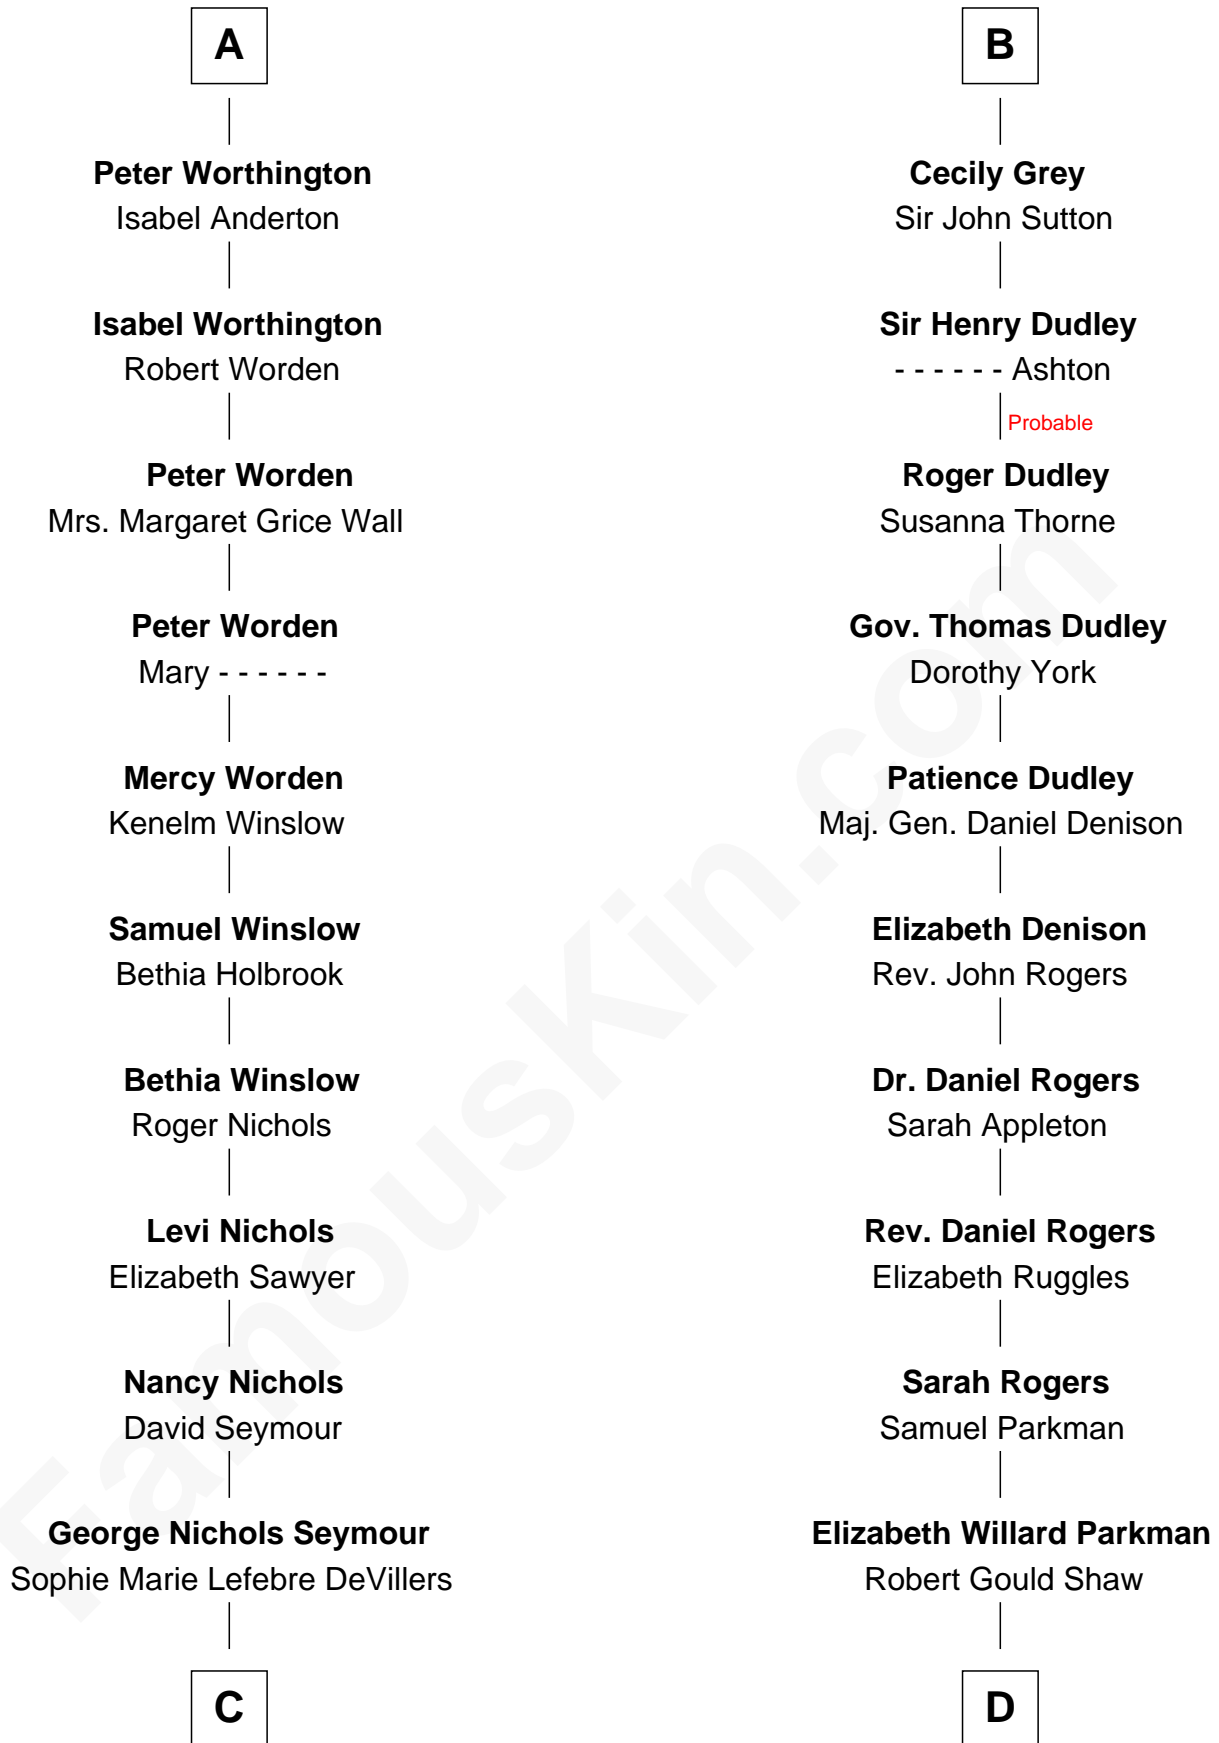 A
Peter Worthington
Isabel Anderton
Isabel Worthington
Robert Worden
Peter Worden
Mrs. Margaret Grice Wall
Peter Worden
Mary - - - - - -
Mercy Worden
Kenelm Winslow
Samuel Winslow
Bethia Holbrook
Bethia Winslow
Roger Nichols
Levi Nichols
Elizabeth Sawyer
Nancy Nichols
David Seymour
George Nichols Seymour
Sophie Marie Lefebre DeVillers
C
B
Cecily Grey
Sir John Sutton
Sir Henry Dudley
- - - - - - Ashton
Probable
Roger Dudley
Susanna Thorne
Gov. Thomas Dudley
Dorothy York
Patience Dudley
Maj. Gen. Daniel Denison
Elizabeth Denison
Rev. John Rogers
Dr. Daniel Rogers
Sarah Appleton
Rev. Daniel Rogers
Elizabeth Ruggles
Sarah Rogers
Samuel Parkman
Elizabeth Willard Parkman
Robert Gould Shaw
D
FamousKin.com